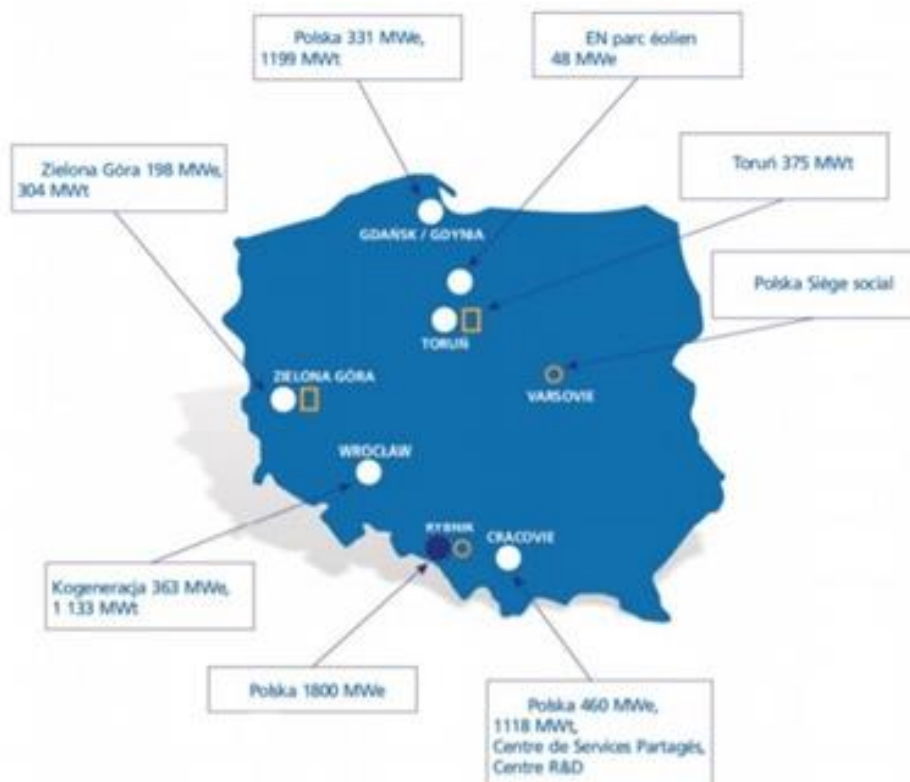 Polska 331 MWe,
1199 MWt
EN parc éolien
48 MWe
Zielona Góra 198 MWe,
304 MWt
Toruń 375 MWt
Polska Siège social
GDAŃSK / GDYNIA
TORUŃ
ZIELONA GÓRA
VARSOVIE
WROCŁAW
RYBNIK
CRACOVIE
Kogeneracja 363 MWe,
1 133 MWt
Polska 1800 MWe
Polska 460 MWe,
1118 MWt,
Centre de Services Partagés,
Centre R&D